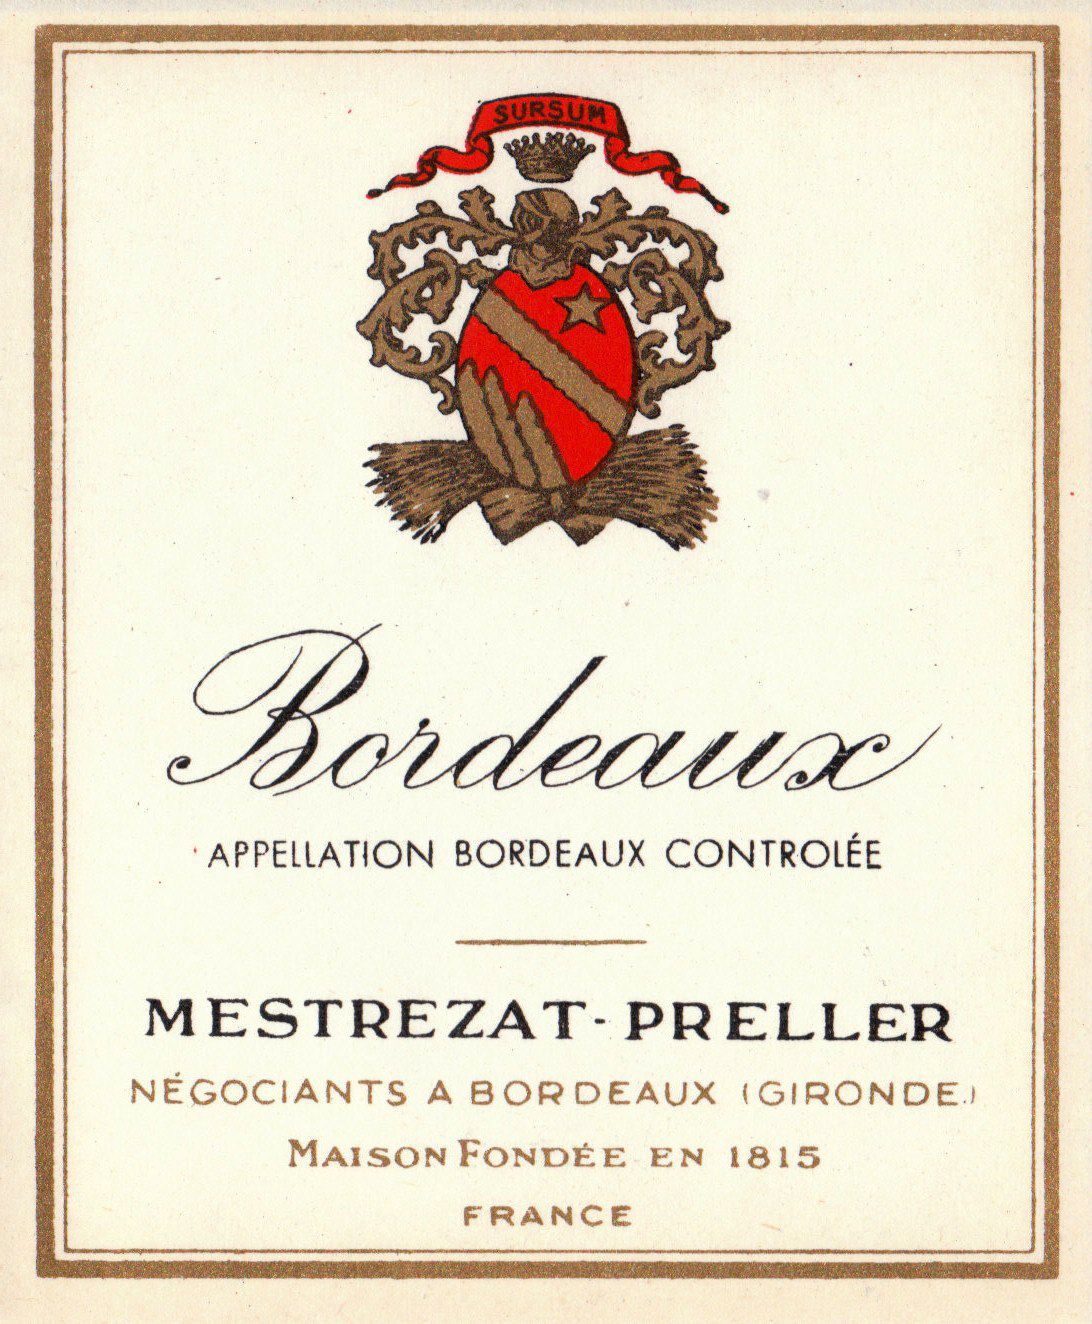 SURSUM
Bordeaux
APPELLATION BORDEAUX CONTROLÉE
MESTREZAT-PRELLER
NÉGOCIANTS A BORDEAUX (GIRONDE.)
MAISON FONDÉE EN 1815
FRANCE